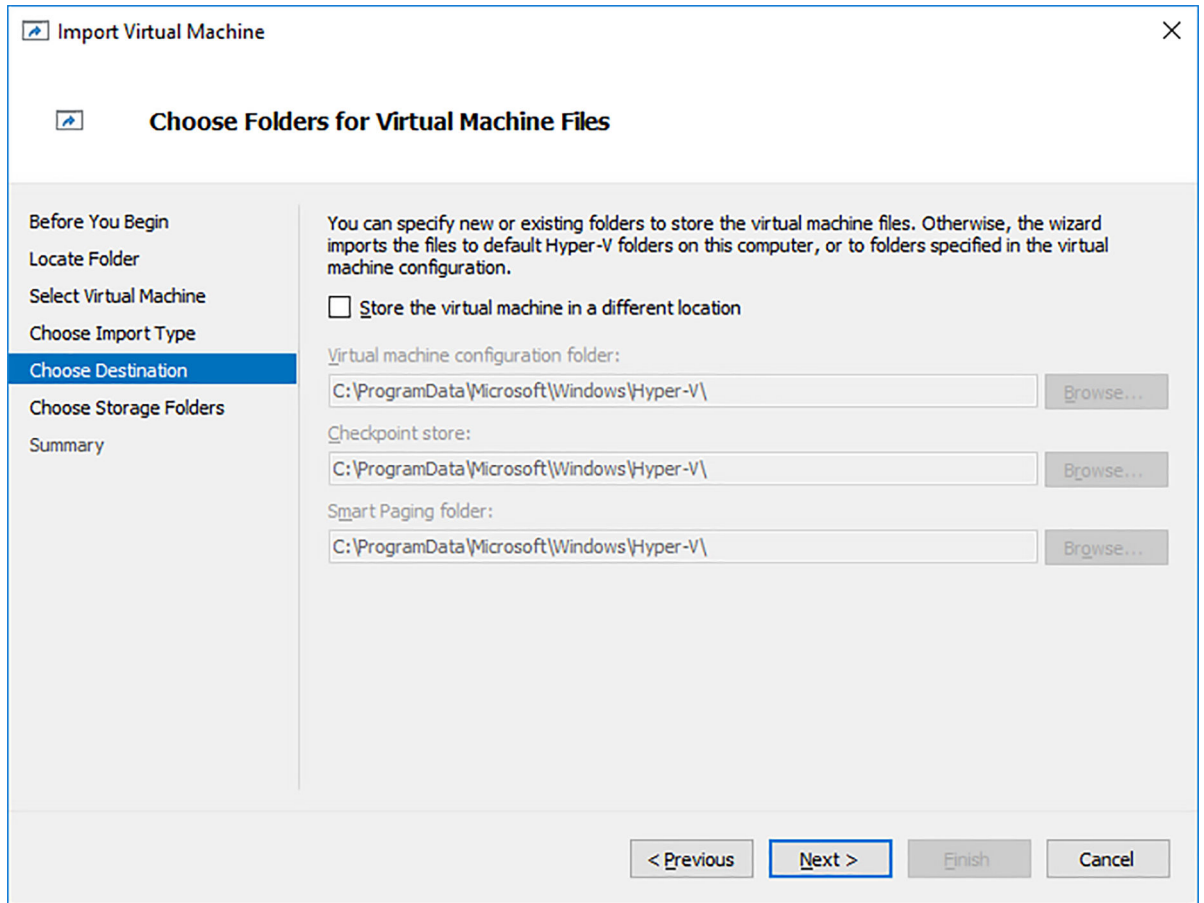 Import Virtual Machine
Choose Folders for Virtual Machine Files
Before You Begin
Locate Folder
Select Virtual Machine
Choose Import Type
Choose Destination
Choose Storage Folders
Summary
You can specify new or existing folders to store the virtual machine files. Otherwise, the wizard
imports the files to default Hyper-V folders on this computer, or to folders specified in the virtual
machine configuration.
Store the virtual machine in a different location
Virtual machine configuration folder:
C:\ProgramData\Microsoft\Windows\Hyper-V\ Browse...
Checkpoint store:
C:\ProgramData\Microsoft\Windows\Hyper-V\ Browse...
Smart Paging folder:
C:\ProgramData\Microsoft\Windows\Hyper-V\ Browse...
< Previous Next > Finish Cancel